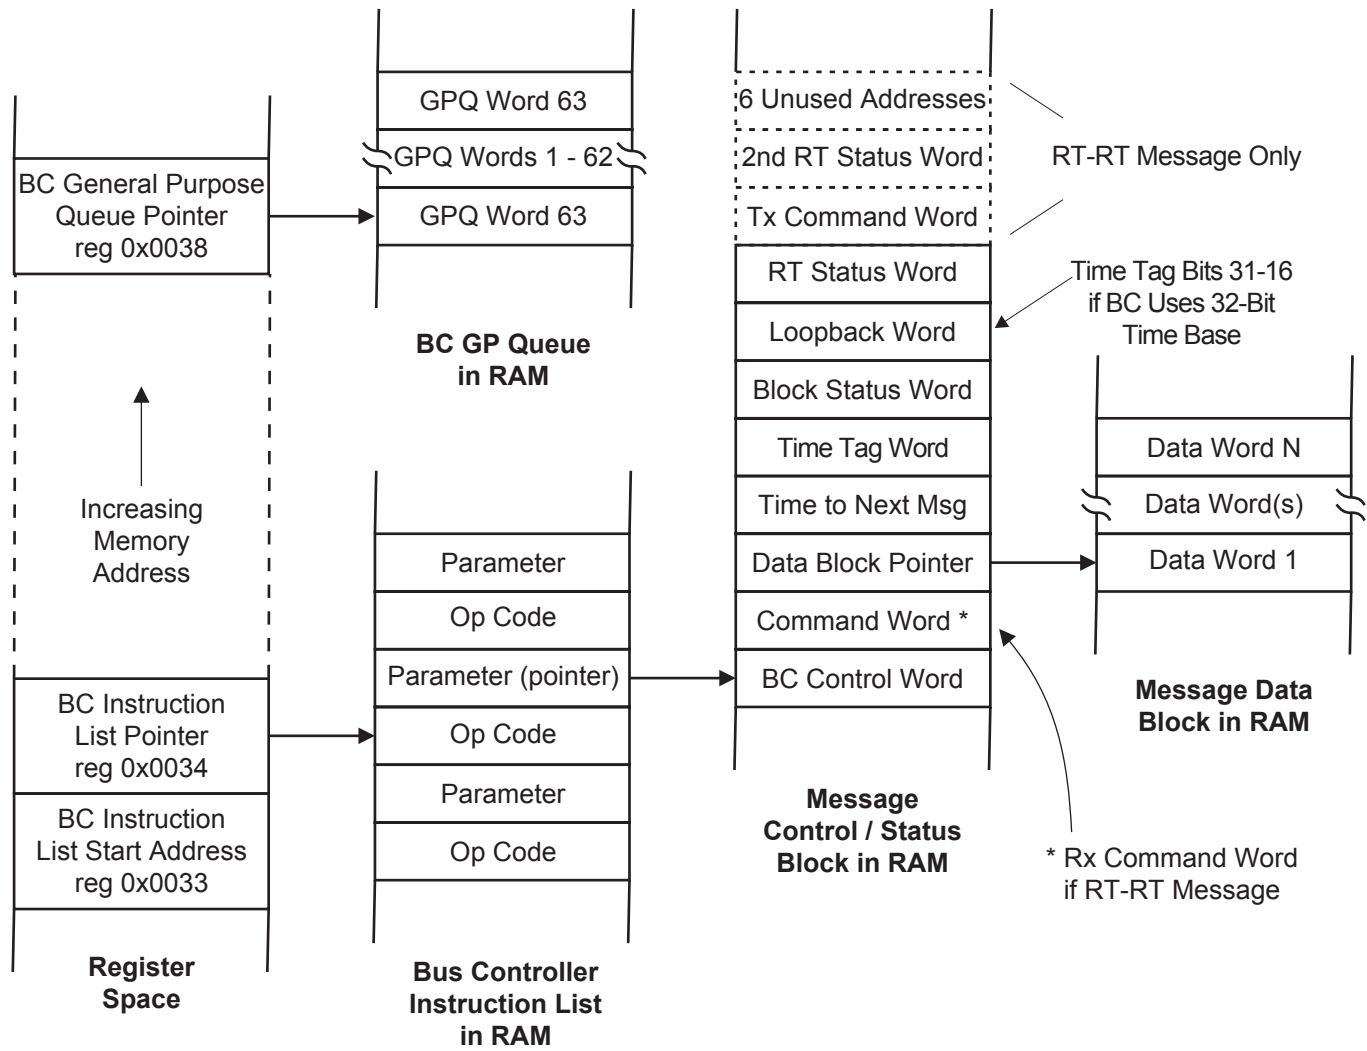 BC General Purpose
Queue Pointer
reg 0x0038
Increasing
Memory
Address
BC Instruction
List Pointer
reg 0x0034
BC Instruction
List Start Address
reg 0x0033
Register
Space
GPQ Word 63
GPQ Words 1 - 62
GPQ Word 63
BC GP Queue
in RAM
Parameter
Op Code
Parameter (pointer)
Op Code
Parameter
Op Code
Bus Controller
Instruction List
in RAM
6 Unused Addresses
2nd RT Status Word
Tx Command Word
RT Status Word
Loopback Word
Block Status Word
Time Tag Word
Time to Next Msg
Data Block Pointer
Command Word *
BC Control Word
Message
Control / Status
Block in RAM
RT-RT Message Only
Time Tag Bits 31-16
if BC Uses 32-Bit
Time Base
Data Word N
Data Word(s)
Data Word 1
Message Data
Block in RAM
* Rx Command Word
if RT-RT Message